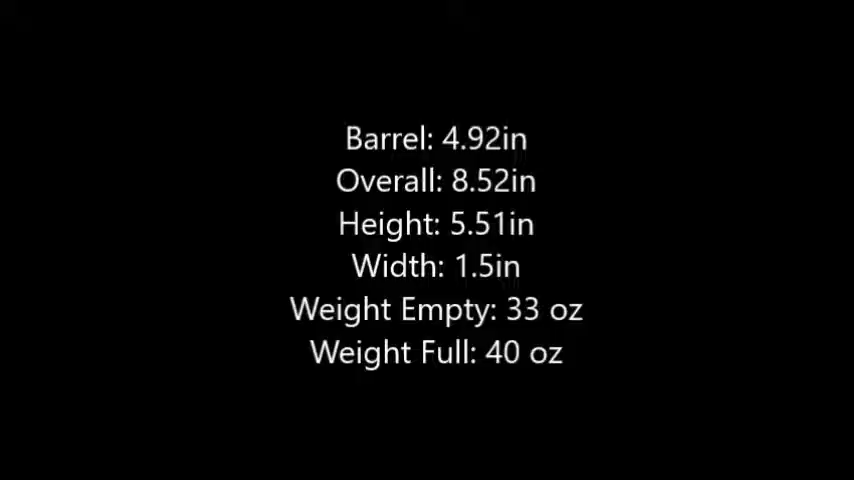 Barrel: 4.92in
Overall: 8.52in
Height: 5.51in
Width: 1.5in
Weight Empty: 33 oz
Weight Full: 40 oz